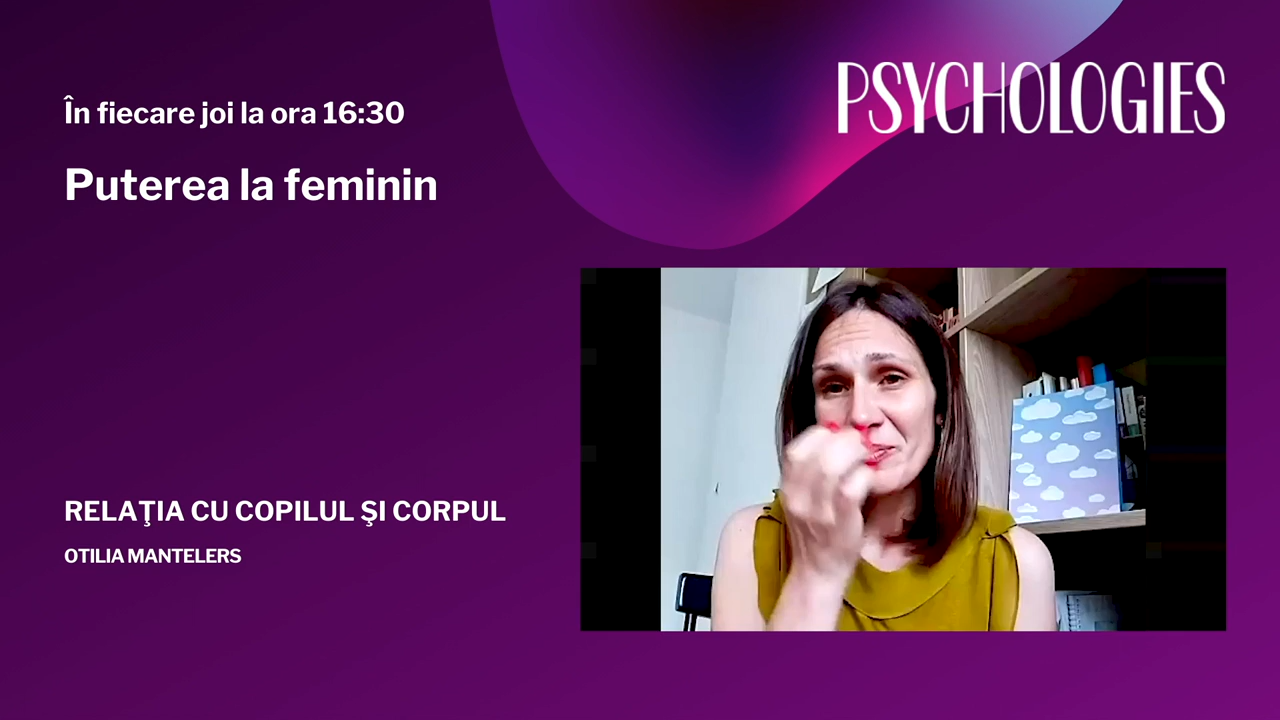 În fiecare joi la ora 16:30
PSYCHOLOGIES
Puterea la feminin
RELAŢIA CU COPILUL ŞI CORPUL
OTILIA MANTELERS